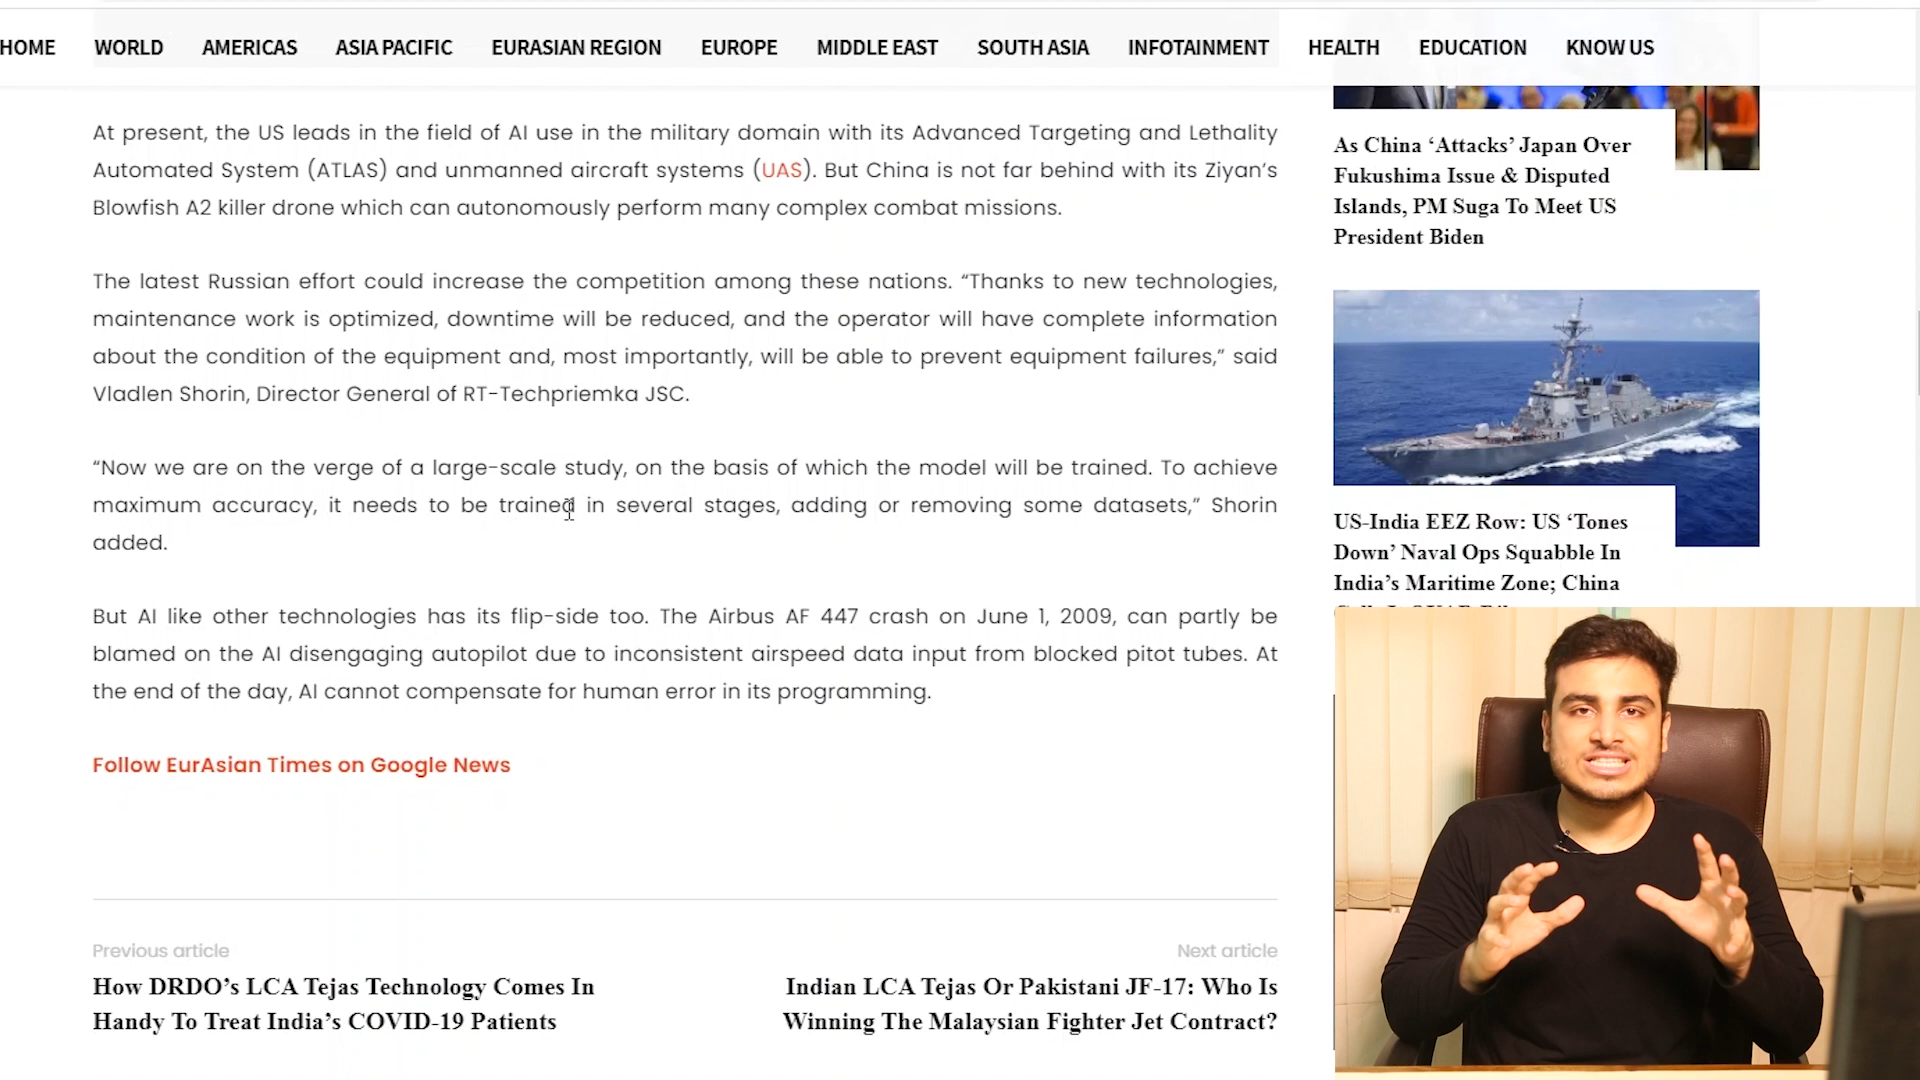 HOME WORLD AMERICAS ASIA PACIFIC EURASIAN REGION EUROPE MIDDLE EAST SOUTH ASIA INFOTAINMENT HEALTH EDUCATION KNOW US
At present, the US leads in the field of AI use in the military domain with its Advanced Targeting and Lethality
Automated System (ATLAS) and unmanned aircraft systems (UAS). But China is not far behind with its Ziyan’s
Blowfish A2 killer drone which can autonomously perform many complex combat missions.
The latest Russian effort could increase the competition among these nations. “Thanks to new technologies,
maintenance work is optimized, downtime will be reduced, and the operator will have complete information
about the condition of the equipment and, most importantly, will be able to prevent equipment failures,” said
Vladlen Shorin, Director General of RT-Techpriemka JSC.
“Now we are on the verge of a large-scale study, on the basis of which the model will be trained. To achieve
maximum accuracy, it needs to be trained in several stages, adding or removing some datasets,” Shorin
added.
But AI like other technologies has its flip-side too. The Airbus AF 447 crash on June 1, 2009, can partly be
blamed on the AI disengaging autopilot due to inconsistent airspeed data input from blocked pitot tubes. At
the end of the day, AI cannot compensate for human error in its programming.
Follow EurAsian Times on Google News
Previous article
How DRDO’s LCA Tejas Technology Comes In
Handy To Treat India’s COVID-19 Patients
Next article
Indian LCA Tejas Or Pakistani JF-17: Who Is
Winning The Malaysian Fighter Jet Contract?
As China ‘Attacks’ Japan Over
Fukushima Issue & Disputed
Islands, PM Suga To Meet US
President Biden
US-India EEZ Row: US ‘Tones
Down’ Naval Ops Squabble In
India’s Maritime Zone; China